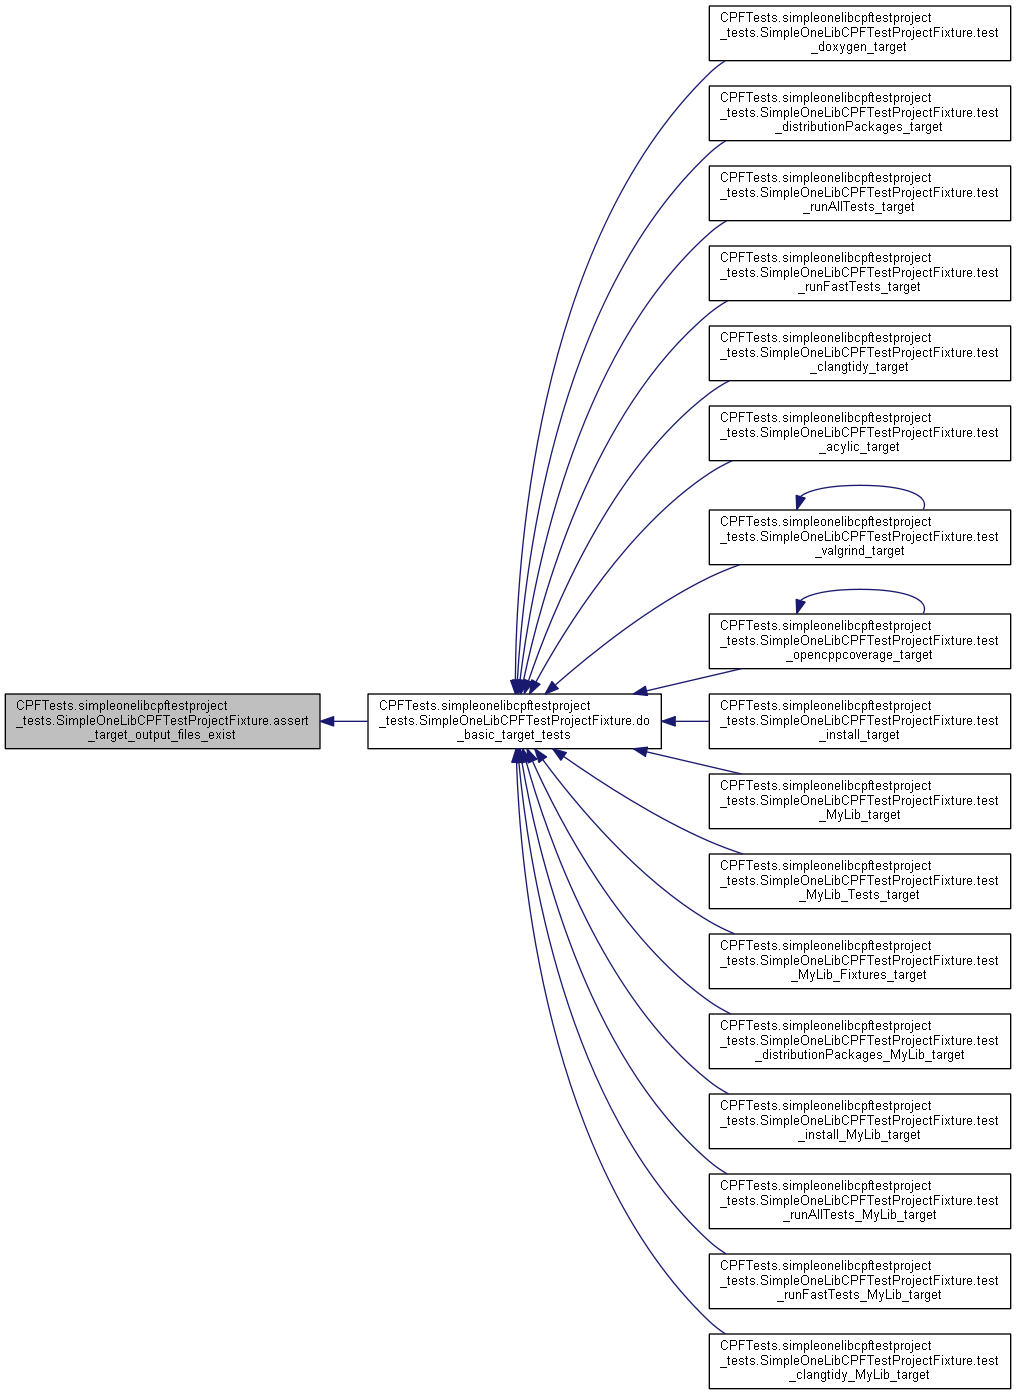 CPFTests.simpleonelibcpftestproject
_tests.SimpleOneLibCPFTestProjectFixture.test
_doxygen_target
CPFTests.simpleonelibcpftestproject
_tests.SimpleOneLibCPFTestProjectFixture.test
_distributionPackages_target
CPFTests.simpleonelibcpftestproject
_tests.SimpleOneLibCPFTestProjectFixture.test
_runAllTests_target
CPFTests.simpleonelibcpftestproject
_tests.SimpleOneLibCPFTestProjectFixture.test
_runFastTests_target
CPFTests.simpleonelibcpftestproject
_tests.SimpleOneLibCPFTestProjectFixture.test
_clangtidy_target
CPFTests.simpleonelibcpftestproject
_tests.SimpleOneLibCPFTestProjectFixture.test
_acylic_target
CPFTests.simpleonelibcpftestproject
_tests.SimpleOneLibCPFTestProjectFixture.test
_valgrind_target
CPFTests.simpleonelibcpftestproject
_tests.SimpleOneLibCPFTestProjectFixture.test
_opencppcoverage_target
CPFTests.simpleonelibcpftestproject
_tests.SimpleOneLibCPFTestProjectFixture.assert
_target_output_files_exist
CPFTests.simpleonelibcpftestproject
_tests.SimpleOneLibCPFTestProjectFixture.do
_basic_target_tests
CPFTests.simpleonelibcpftestproject
_tests.SimpleOneLibCPFTestProjectFixture.test
_install_target
CPFTests.simpleonelibcpftestproject
_tests.SimpleOneLibCPFTestProjectFixture.test
_MyLib_target
CPFTests.simpleonelibcpftestproject
_tests.SimpleOneLibCPFTestProjectFixture.test
_MyLib_Tests_target
CPFTests.simpleonelibcpftestproject
_tests.SimpleOneLibCPFTestProjectFixture.test
_MyLib_Fixtures_target
CPFTests.simpleonelibcpftestproject
_tests.SimpleOneLibCPFTestProjectFixture.test
_distributionPackages_MyLib_target
CPFTests.simpleonelibcpftestproject
_tests.SimpleOneLibCPFTestProjectFixture.test
_install_MyLib_target
CPFTests.simpleonelibcpftestproject
_tests.SimpleOneLibCPFTestProjectFixture.test
_runAllTests_MyLib_target
CPFTests.simpleonelibcpftestproject
_tests.SimpleOneLibCPFTestProjectFixture.test
_runFastTests_MyLib_target
CPFTests.simpleonelibcpftestproject
_tests.SimpleOneLibCPFTestProjectFixture.test
_clangtidy_MyLib_target